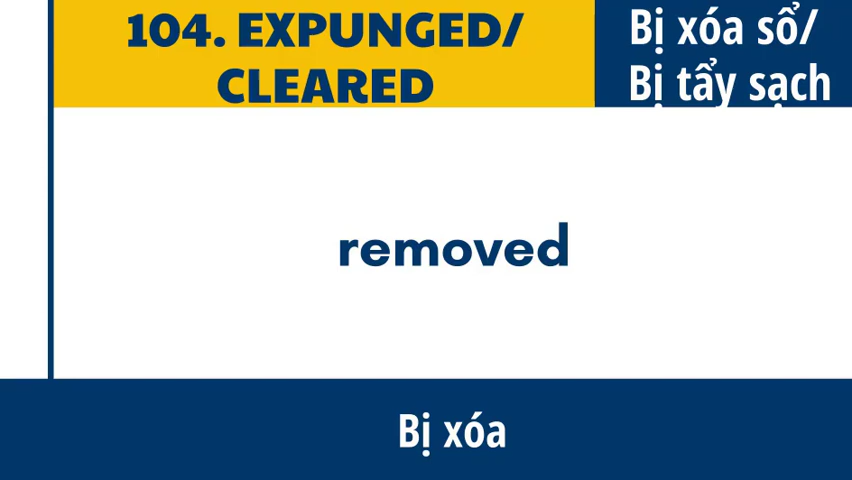 104. EXPUNGED/
CLEARED
Bị xóa sổ/
Bị tẩy sạch
removed
Bị xóa